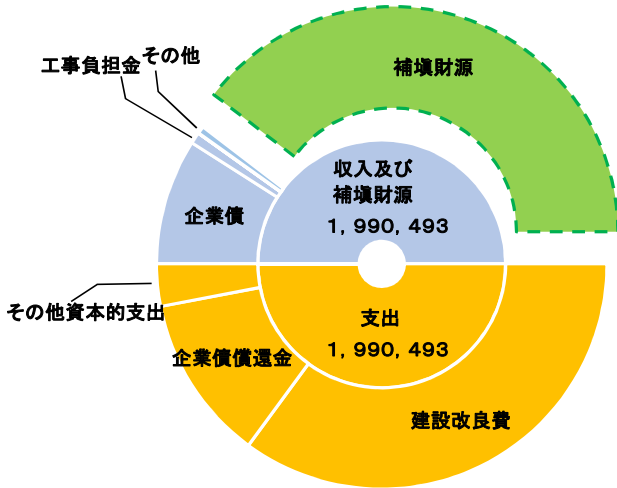 その他
工事負担金
補塡財源
収入及び
補塡財源
1,990,493
企業債
その他資本的支出
支出
1,990,493
企業債償還金
建設改良費